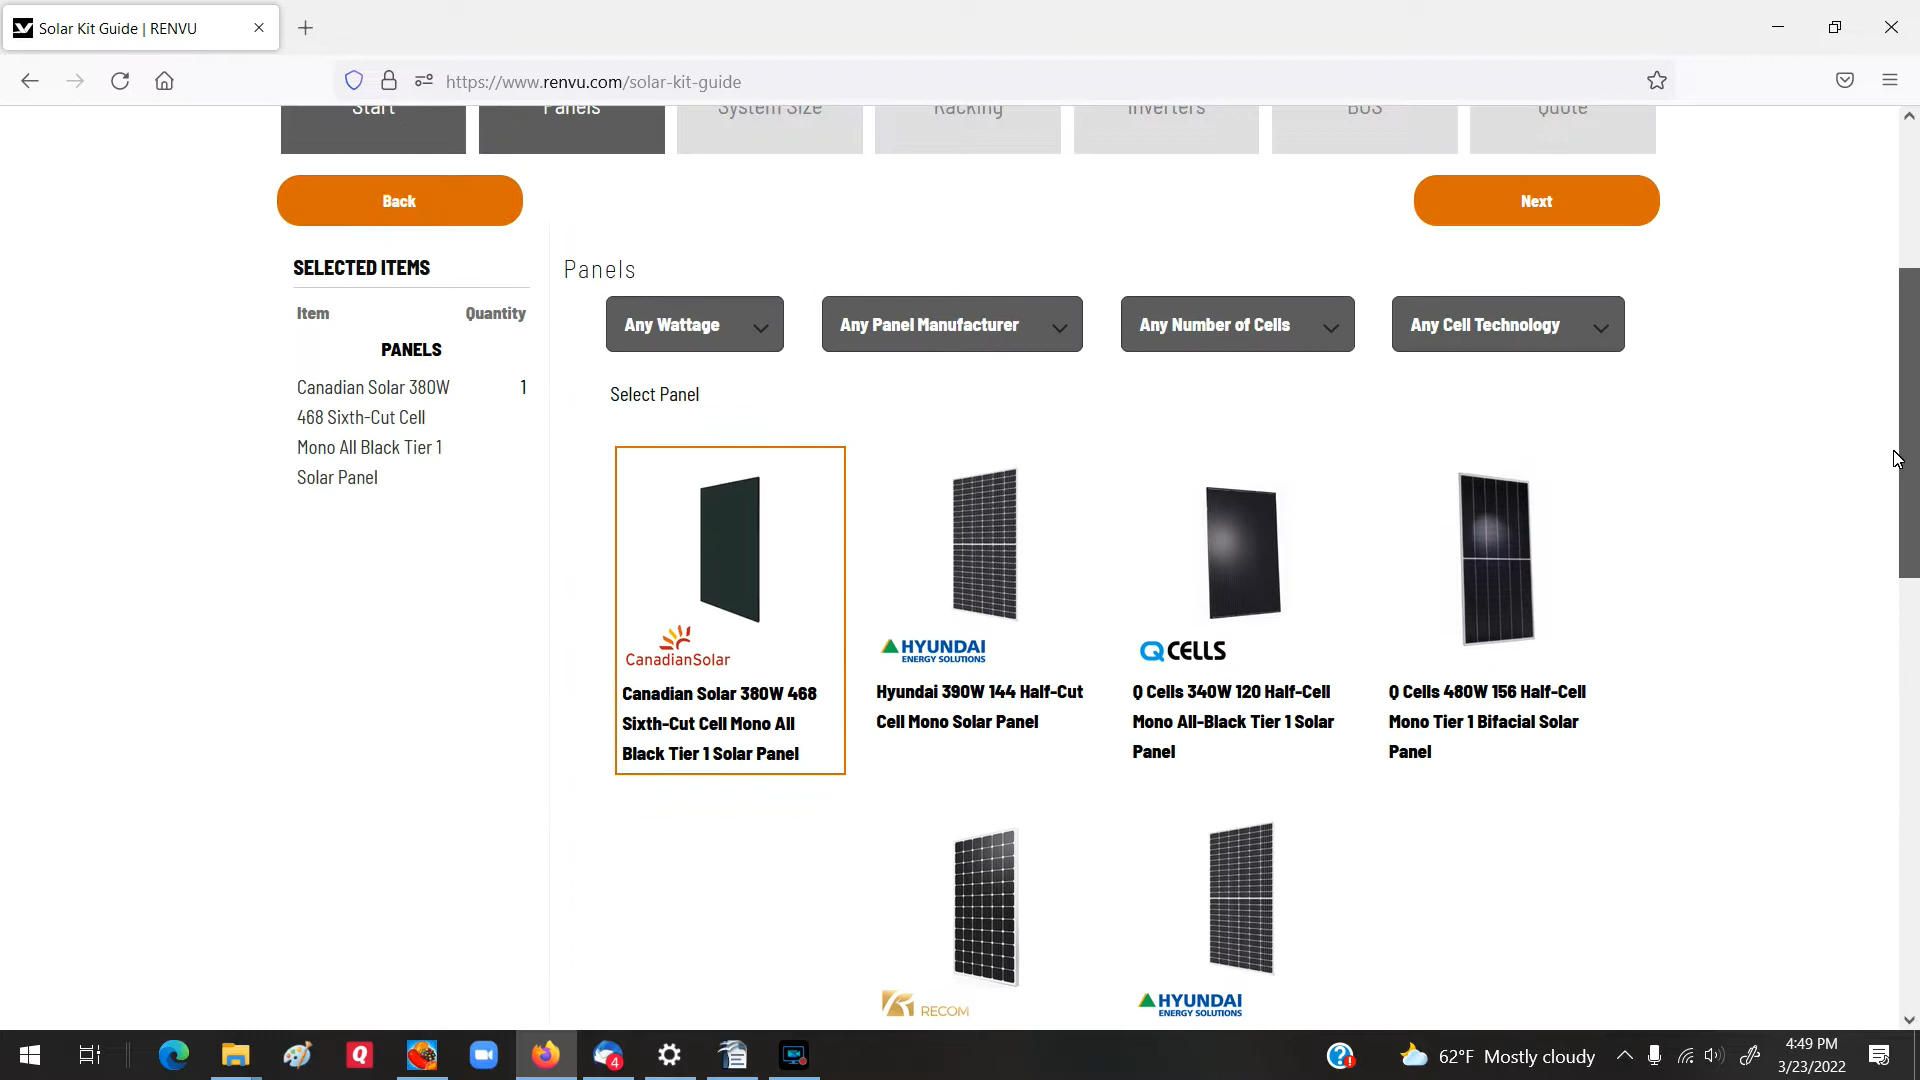 Solar Kit Guide | RENVU
https://www.renvu.com/solar-kit-guide
Start
Panels
System Size
Racking
Inverters
BOS
Quote
Back
Next
SELECTED ITEMS
Item
Quantity
PANELS
Canadian Solar 380W
1
468 Sixth-Cut Cell
Mono All Black Tier 1
Solar Panel
Panels
Any Wattage
Any Panel Manufacturer
Any Number of Cells
Any Cell Technology
Select Panel
CanadianSolar
Canadian Solar 380W 468
Sixth-Cut Cell Mono All
Black Tier 1 Solar Panel
HYUNDAI
ENERGY SOLUTIONS
Hyundai 390W 144 Half-Cut
Cell Mono Solar Panel
Q CELLS
Q Cells 340W 120 Half-Cell
Mono All-Black Tier 1 Solar
Panel
Q Cells 480W 156 Half-Cell
Mono Tier 1 Bifacial Solar
Panel
RECOM
HYUNDAI
ENERGY SOLUTIONS
Q
4
62°F Mostly cloudy
4:49 PM
3/23/2022